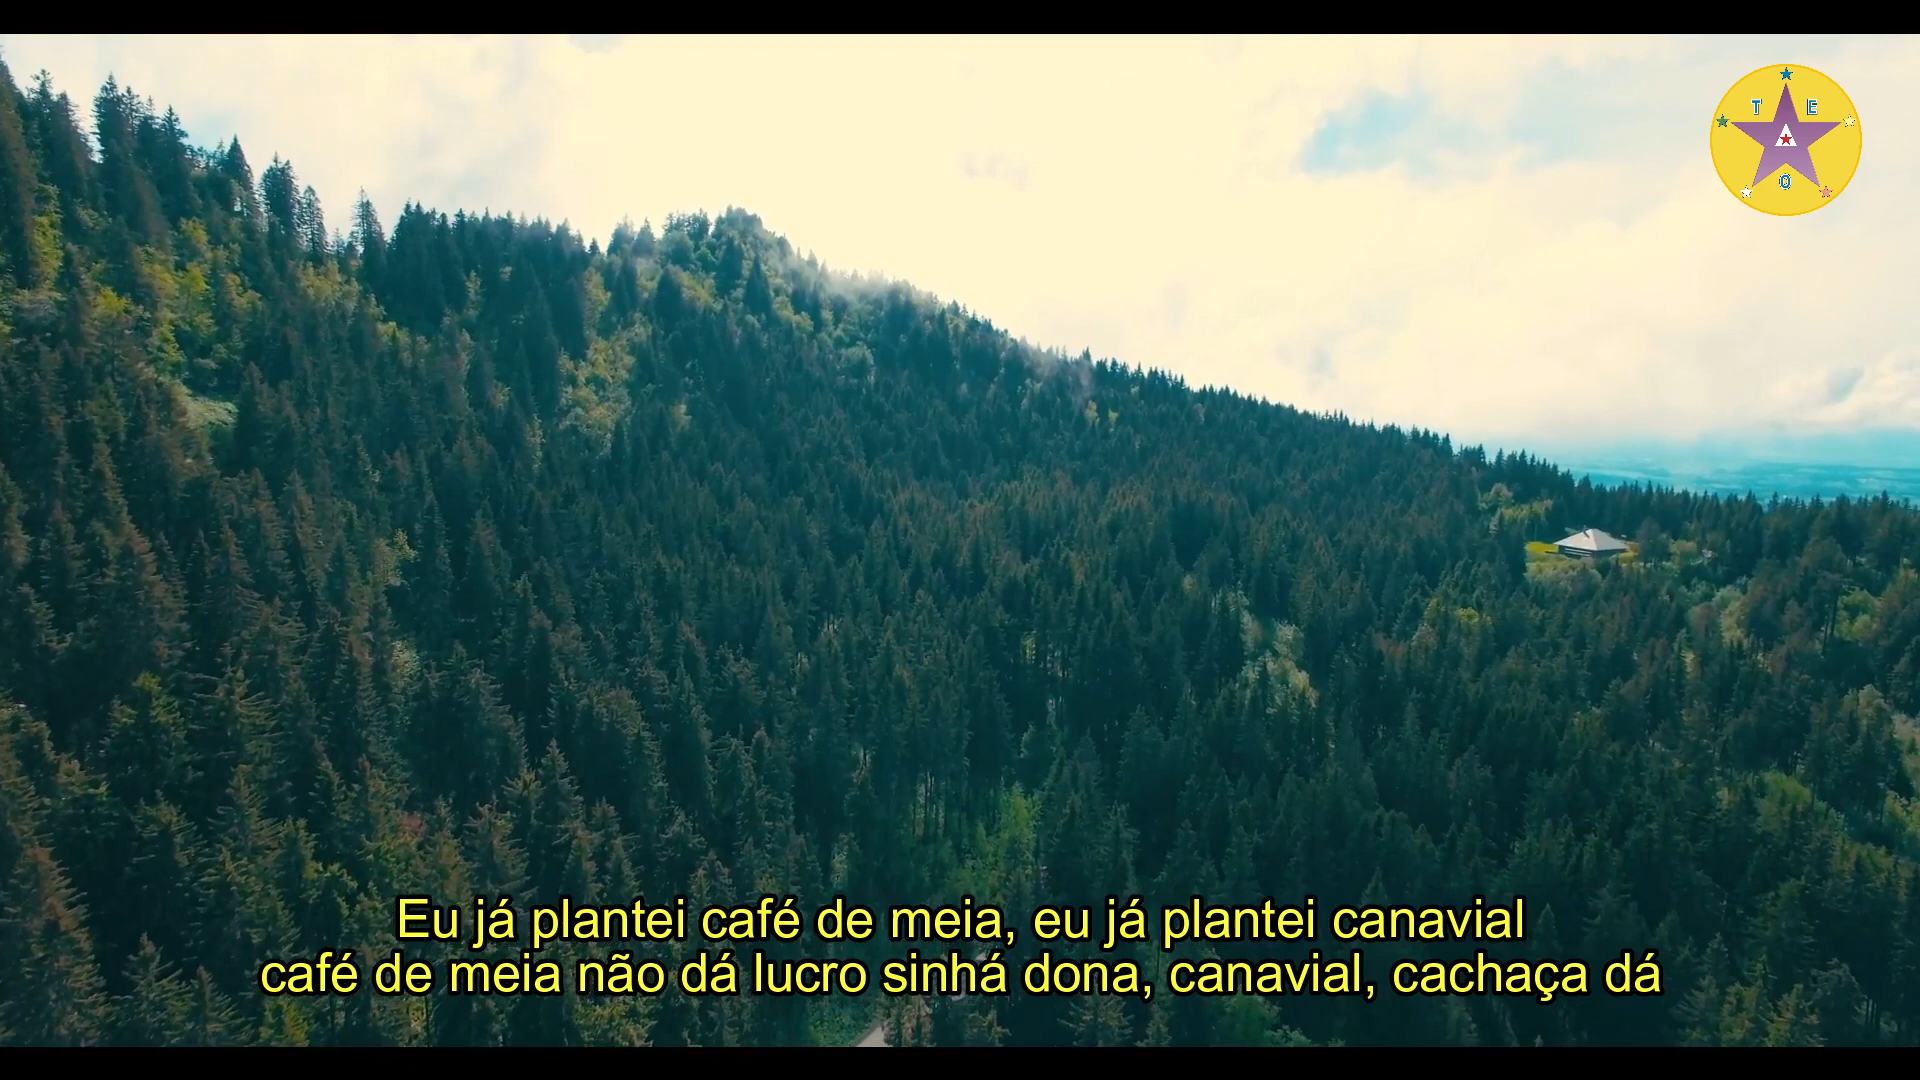 T E
A
O
Eu já plantei café de meia, eu já plantei canavial
café de meia não dá lucro sinhá dona, canavial, cachaça dá